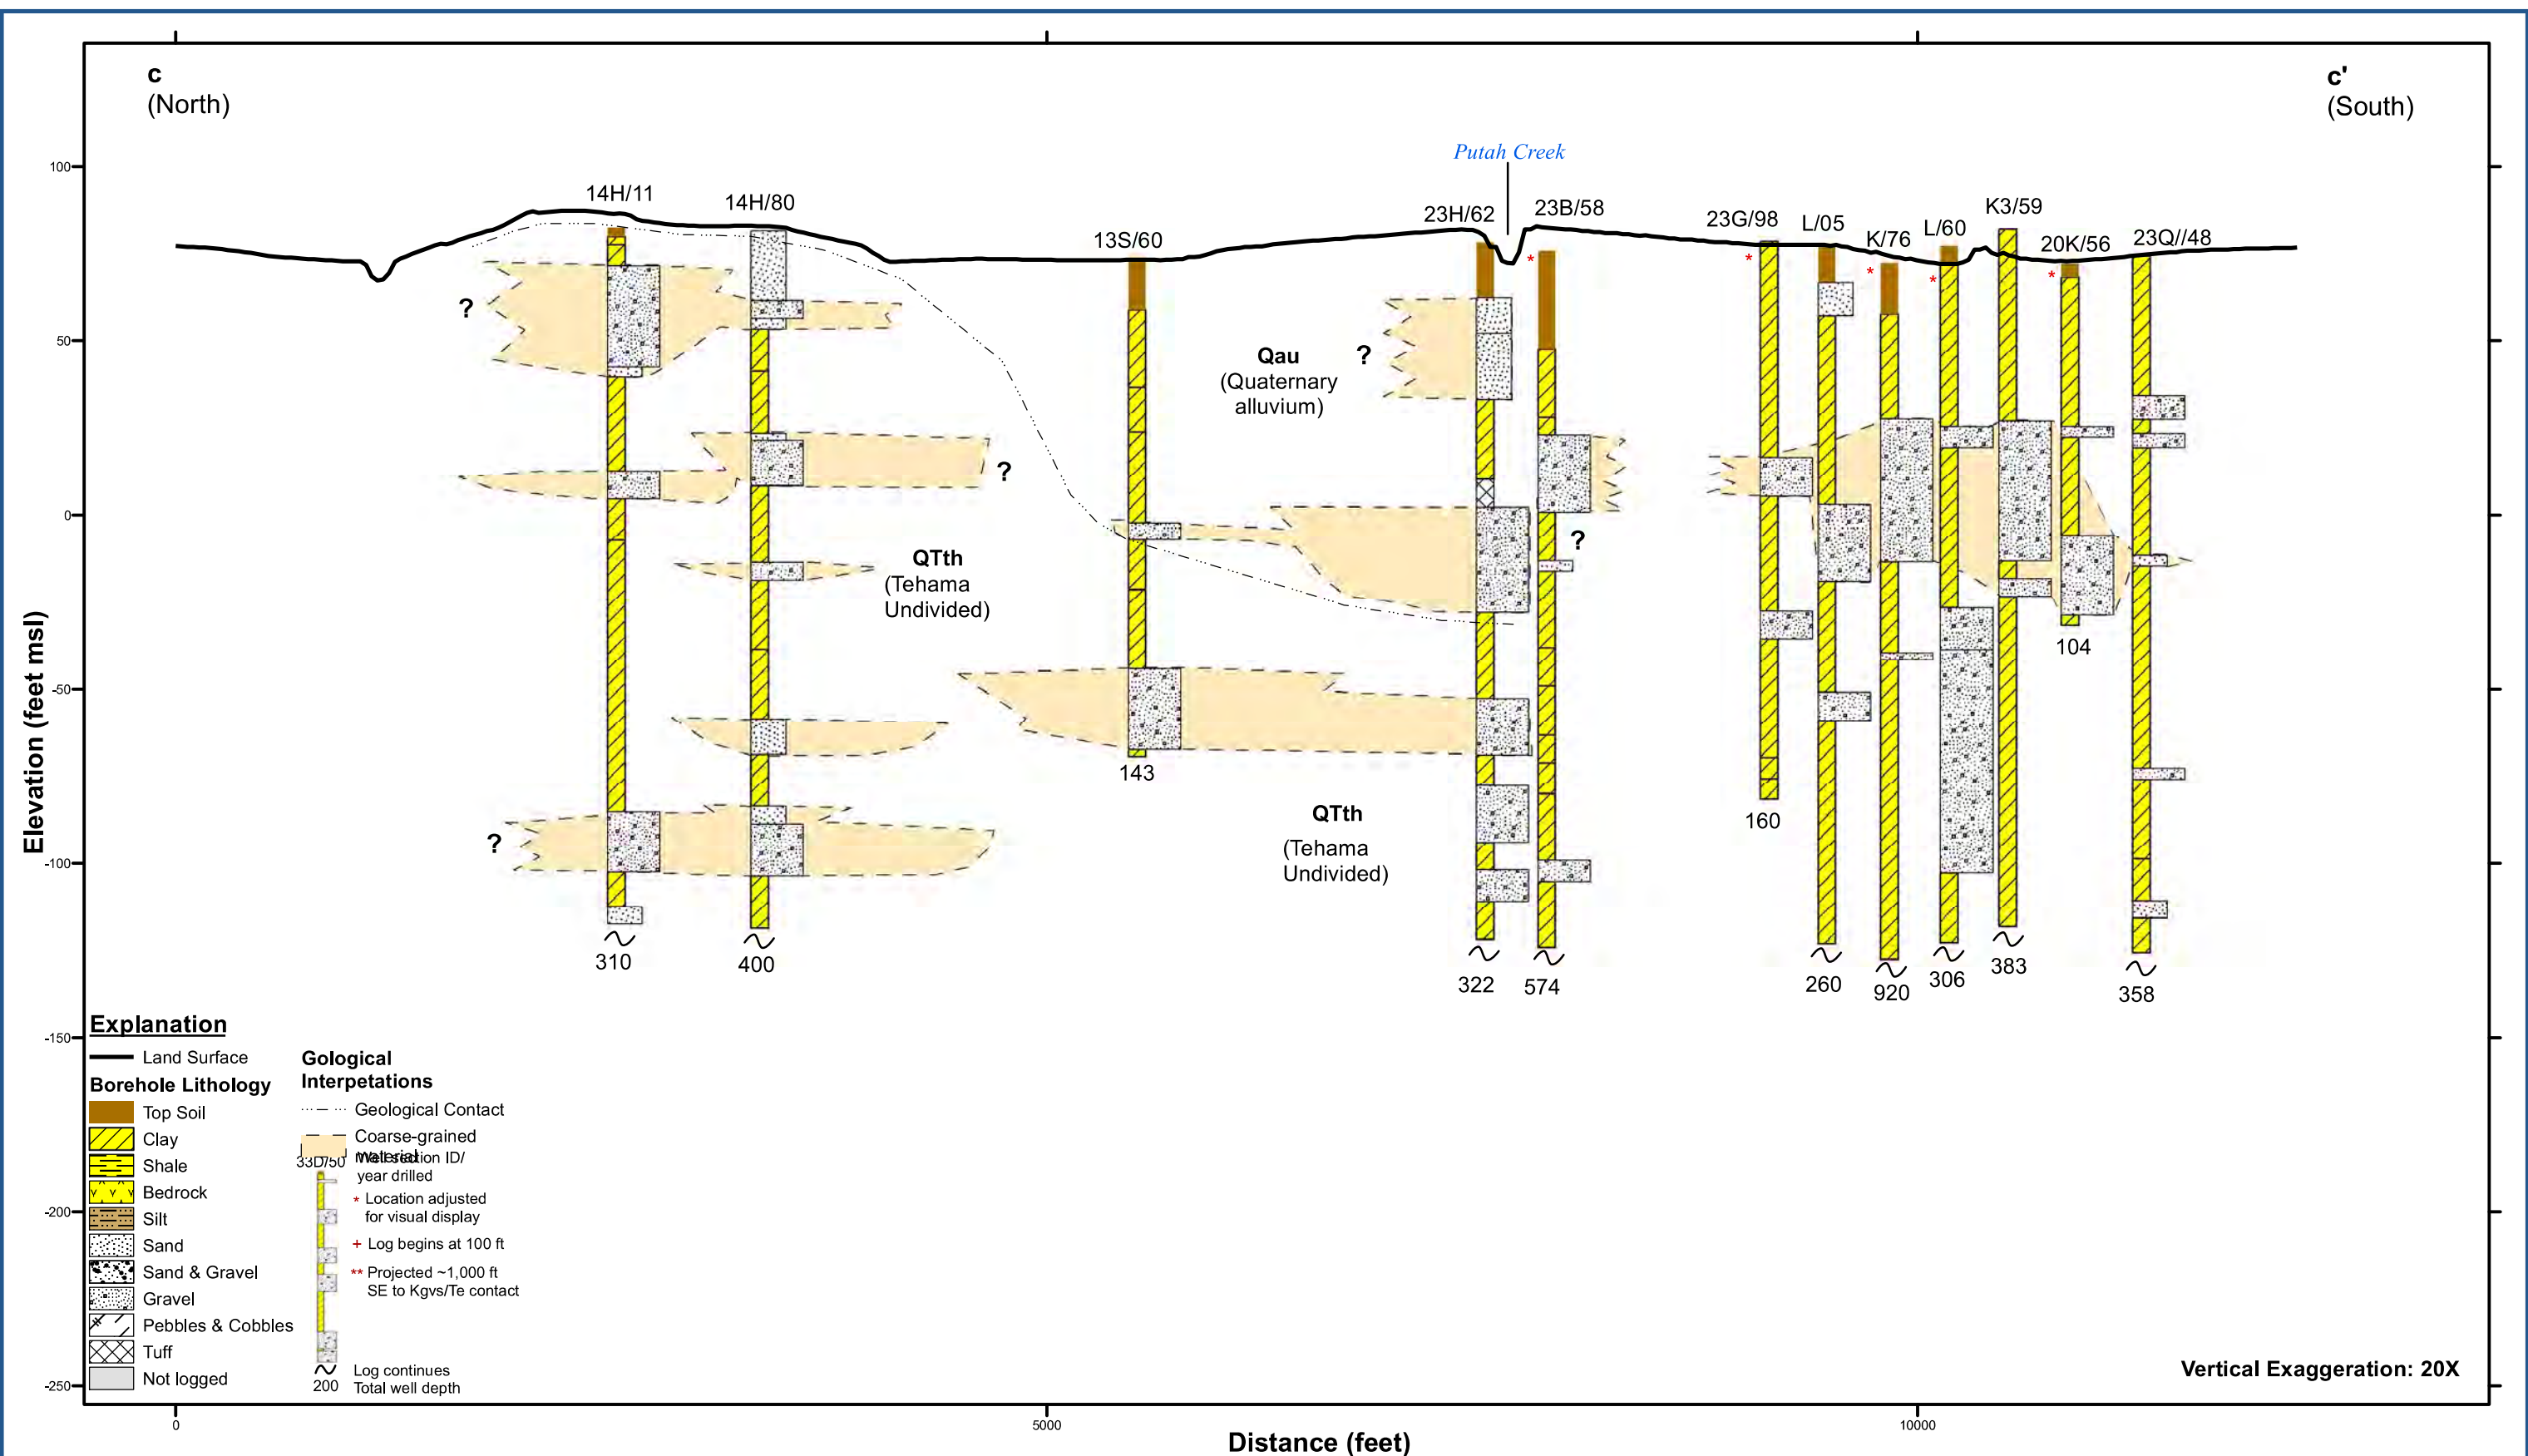 c
(North)
c'
(South)
Putah Creek
14H/11
14H/80
13S/60
23H/62
23B/58
23G/98
L/05
K/76
L/60
K3/59
20K/56
23Q//48
*
*
*
*
*
100
50
0
-50
-100
-150
-200
-250
Elevation (feet msl)
?
?
?
?
?
Qau
(Quaternary
alluvium)
QTth
(Tehama
Undivided)
QTth
(Tehama
Undivided)
310
400
143
322
574
160
260
920
306
383
104
358
Explanation
Land Surface
Borehole Lithology
Top Soil
Clay
Shale
Bedrock
Silt
Sand
Sand & Gravel
Gravel
Pebbles & Cobbles
Tuff
Not logged
Gological
Interpetations
Geological Contact
Coarse-grained
material
33D/50
Well section ID/
year drilled
* Location adjusted
for visual display
+ Log begins at 100 ft
** Projected ~1,000 ft
SE to Kgvs/Te contact
Log continues
200 Total well depth
Vertical Exaggeration: 20X
0
5000
10000
Distance (feet)